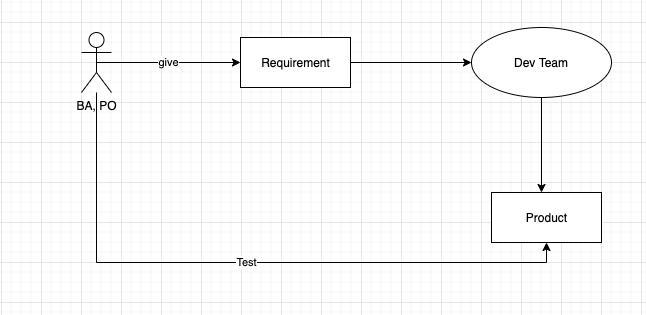 give
Requirement
Dev Team
BA, PO
Product
Test